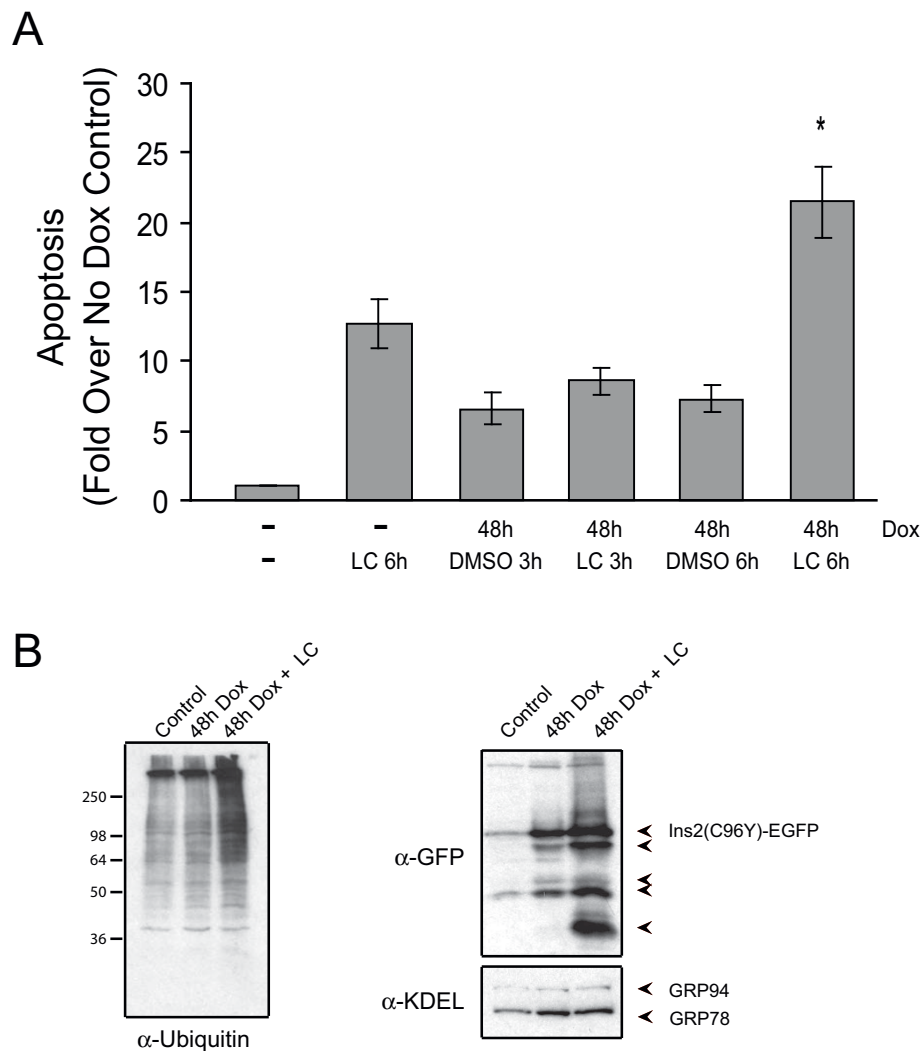 A
Apoptosis
(Fold Over No Dox Control)
30
25
20
15
10
5
0
*
- - 48h 48h 48h 48h Dox
- LC 6h DMSO 3h LC 3h DMSO 6h LC 6h
B
Control
48h Dox
48h Dox + LC
250
98
64
50
36
α-Ubiquitin
Control
48h Dox
48h Dox + LC
α-GFP
Ins2(C96Y)-EGFP
α-KDEL
GRP94
GRP78